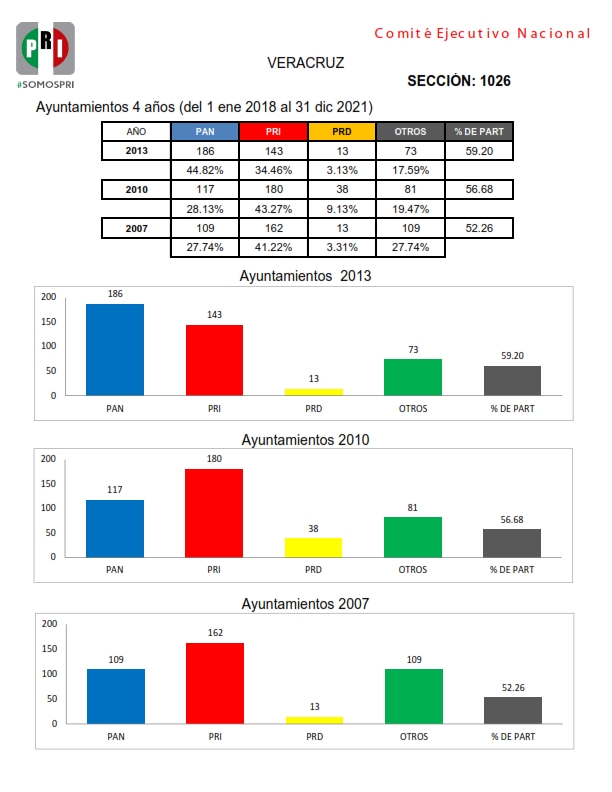 Comité Ejecutivo Nacional
PRI
#SOMOSPRI
VERACRUZ
SECCIÓN: 1026
Ayuntamientos 4 años (del 1 ene 2018 al 31 dic 2021)
AÑO PAN PRI PRD OTROS % DE PART
2013 186 143 13 73 59.20
44.82% 34.46% 3.13% 17.59%
2010 117 180 38 81 56.68
28.13% 43.27% 9.13% 19.47%
2007 109 162 13 109 52.26
27.74% 41.22% 3.31% 27.74%
Ayuntamientos 2013
200
150
100
50
0
186
143
13
73
59.20
PAN PRI PRD OTROS % DE PART
Ayuntamientos 2010
200
150
100
50
0
117
180
38
81
56.68
PAN PRI PRD OTROS % DE PART
Ayuntamientos 2007
200
150
100
50
0
109
162
13
109
52.26
PAN PRI PRD OTROS % DE PART